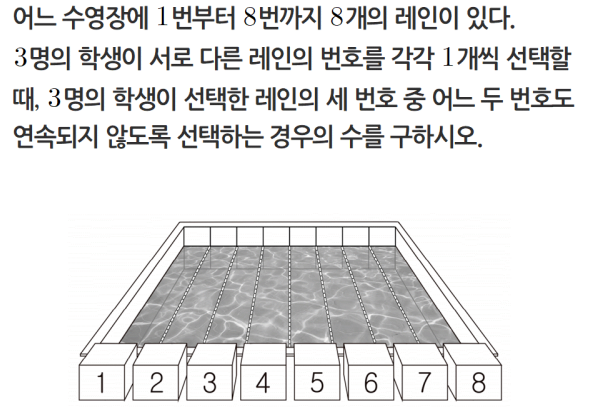 어느 수영장에 1번부터 8번까지 8개의 레인이 있다.
3명의 학생이 서로 다른 레인의 번호를 각각 1개씩 선택할
때, 3명의 학생이 선택한 레인의 세 번호 중 어느 두 번호도
연속되지 않도록 선택하는 경우의 수를 구하시오.
1 2 3 4 5 6 7 8